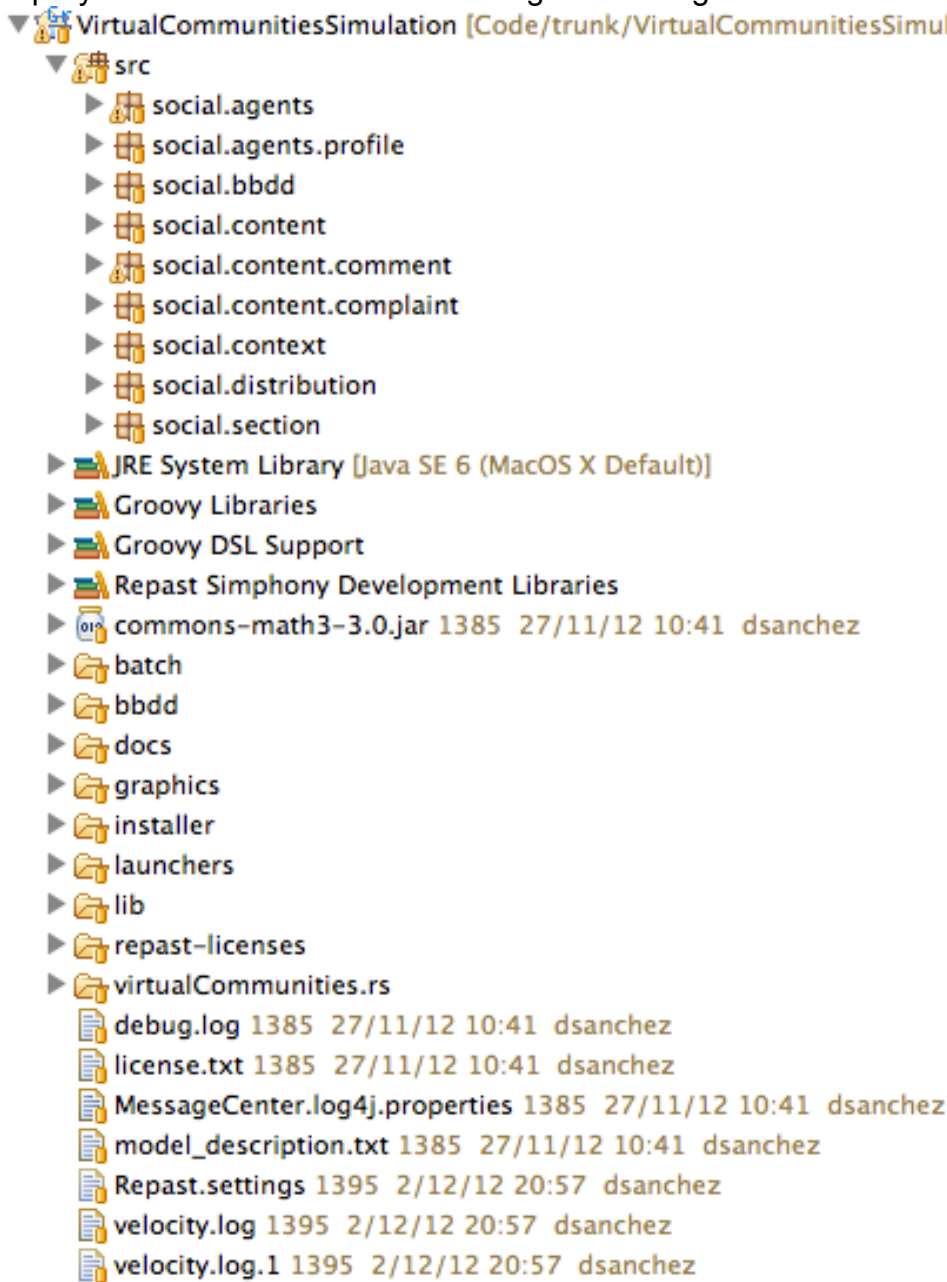 VirtualCommunitiesSimulation [Code/trunk/VirtualCommunitiesSimul
src
social.agents
social.agents.profile
social.bbdd
social.content
social.content.comment
social.content.complaint
social.context
social.distribution
social.section
JRE System Library [Java SE 6 (MacOS X Default)]
Groovy Libraries
Groovy DSL Support
Repast Simphony Development Libraries
commons-math3-3.0.jar 1385 27/11/12 10:41 dsanchez
batch
bbdd
docs
graphics
installer
launchers
lib
repast-licenses
virtualCommunities.rs
debug.log 1385 27/11/12 10:41 dsanchez
license.txt 1385 27/11/12 10:41 dsanchez
MessageCenter.log4j.properties 1385 27/11/12 10:41 dsanchez
model_description.txt 1385 27/11/12 10:41 dsanchez
Repast.settings 1395 2/12/12 20:57 dsanchez
velocity.log 1395 2/12/12 20:57 dsanchez
velocity.log.1 1395 2/12/12 20:57 dsanchez